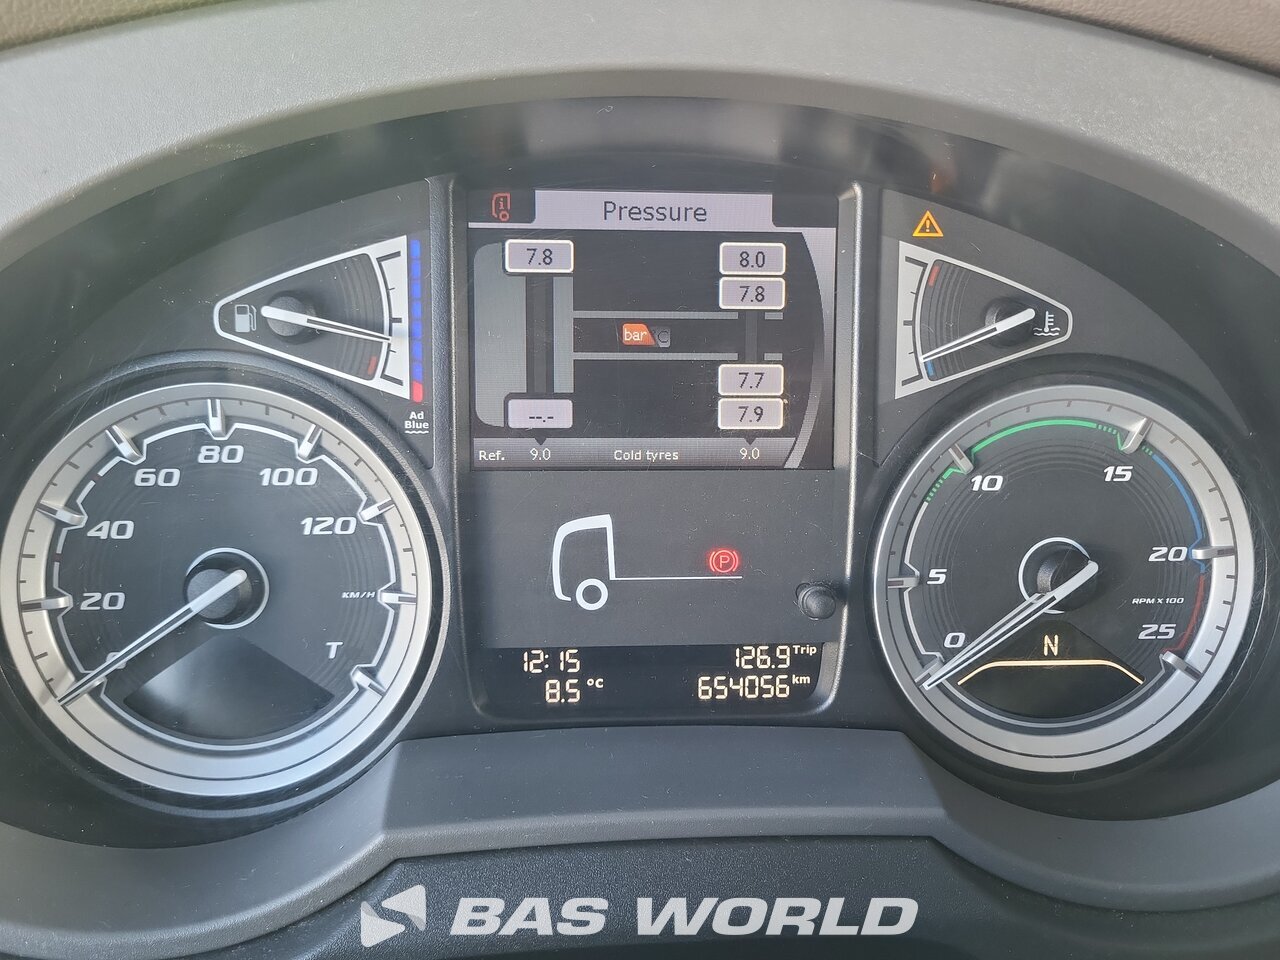 Pressure
7.8
8.0
7.8
bar
7.7
--.-
7.9
Ref. 9.0 Cold tyres 9.0
Ad
Blue
20
40
60
80
100
120
KM/H
T
0
5
10
15
20
25
RPM X 100
N
P
12:15 126.9 Trip
8.5 °C 654056 km
BAS WORLD